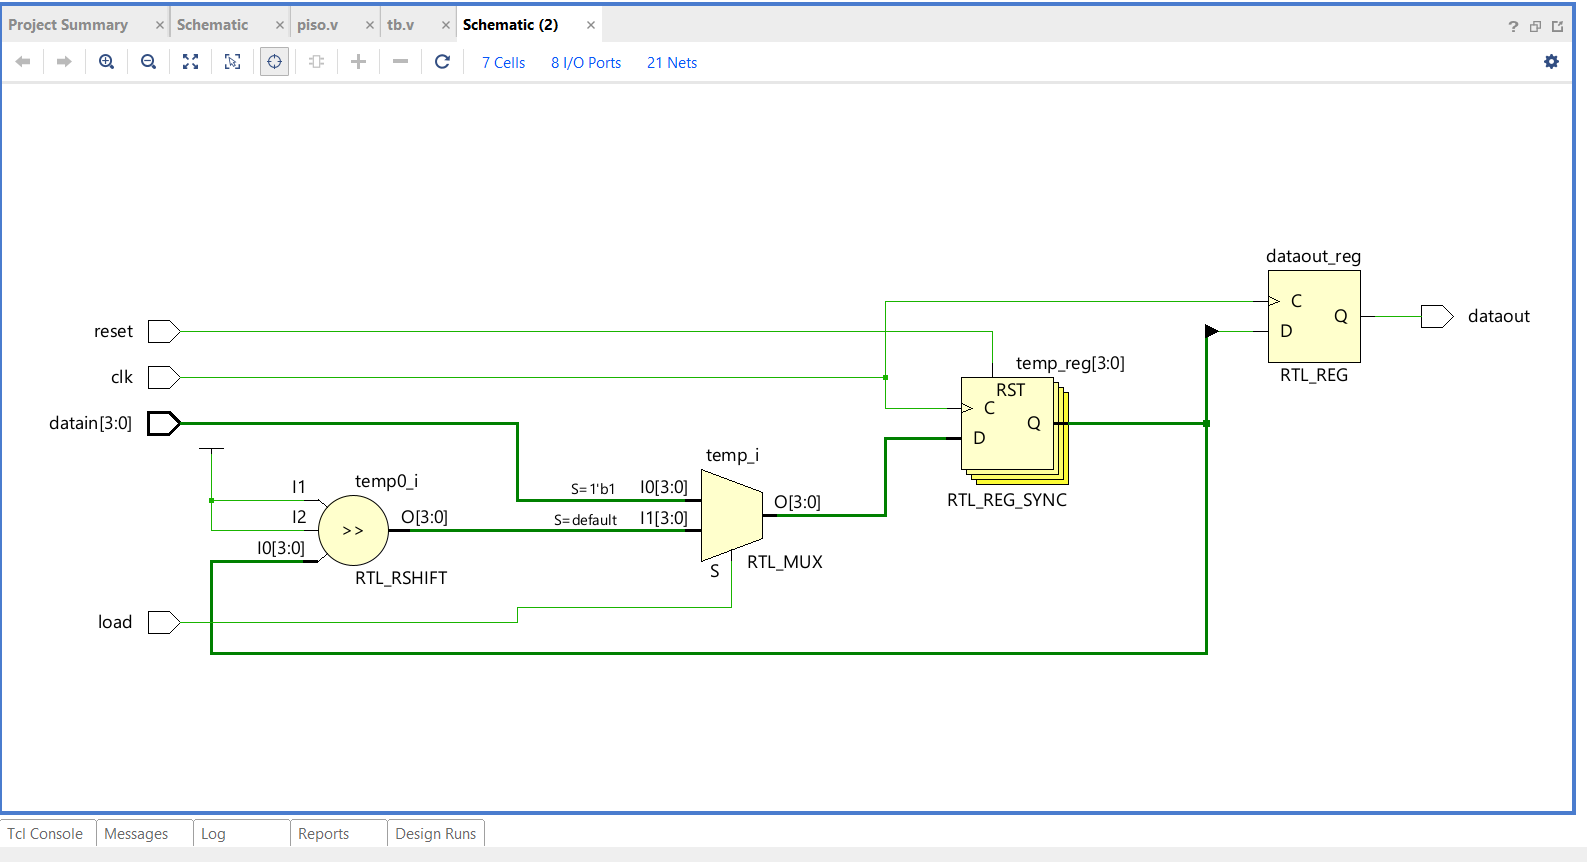 Project Summary × Schematic × piso.v × tb.v × Schematic (2) × ?
7 Cells 8 I/O Ports 21 Nets
dataout_reg
C
D
Q
RTL_REG
dataout
reset
clk
datain[3:0]
temp_reg[3:0]
RST
C
D
Q
RTL_REG_SYNC
temp_i
S=1'b1 I0[3:0]
S=default I1[3:0]
O[3:0]
S
RTL_MUX
temp0_i
I1
I2
I0[3:0]
>>
O[3:0]
RTL_RSHIFT
load
Tcl Console Messages Log Reports Design Runs